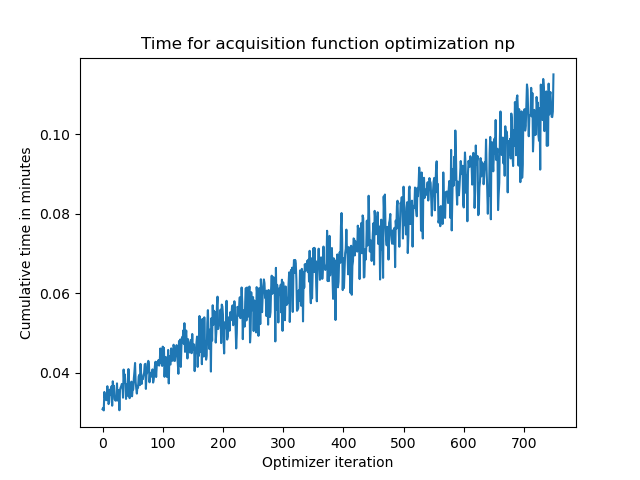 Time for acquisition function optimization np
Cumulative time in minutes
0.10
0.08
0.06
0.04
0 100 200 300 400 500 600 700
Optimizer iteration